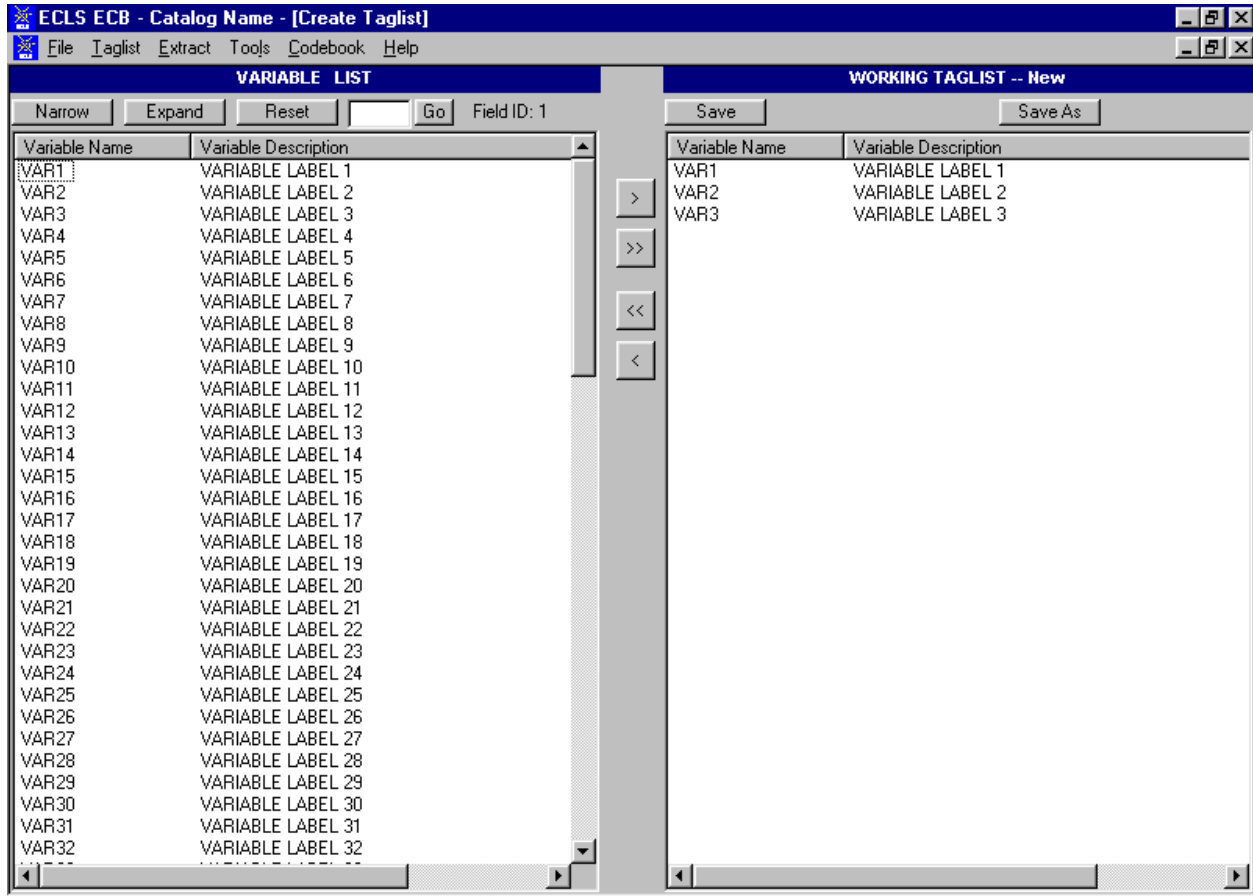 ECLS ECB - Catalog Name - [Create Taglist]
File Taglist Extract Tools Codebook Help
VARIABLE LIST
Narrow Expand Reset Go Field ID: 1
Variable Name Variable Description
VAR1 VARIABLE LABEL 1
VAR2 VARIABLE LABEL 2
VAR3 VARIABLE LABEL 3
VAR4 VARIABLE LABEL 4
VAR5 VARIABLE LABEL 5
VAR6 VARIABLE LABEL 6
VAR7 VARIABLE LABEL 7
VAR8 VARIABLE LABEL 8
VAR9 VARIABLE LABEL 9
VAR10 VARIABLE LABEL 10
VAR11 VARIABLE LABEL 11
VAR12 VARIABLE LABEL 12
VAR13 VARIABLE LABEL 13
VAR14 VARIABLE LABEL 14
VAR15 VARIABLE LABEL 15
VAR16 VARIABLE LABEL 16
VAR17 VARIABLE LABEL 17
VAR18 VARIABLE LABEL 18
VAR19 VARIABLE LABEL 19
VAR20 VARIABLE LABEL 20
VAR21 VARIABLE LABEL 21
VAR22 VARIABLE LABEL 22
VAR23 VARIABLE LABEL 23
VAR24 VARIABLE LABEL 24
VAR25 VARIABLE LABEL 25
VAR26 VARIABLE LABEL 26
VAR27 VARIABLE LABEL 27
VAR28 VARIABLE LABEL 28
VAR29 VARIABLE LABEL 29
VAR30 VARIABLE LABEL 30
VAR31 VARIABLE LABEL 31
VAR32 VARIABLE LABEL 32
>
>>
<<
<
WORKING TAGLIST -- New
Save Save As
Variable Name Variable Description
VAR1 VARIABLE LABEL 1
VAR2 VARIABLE LABEL 2
VAR3 VARIABLE LABEL 3